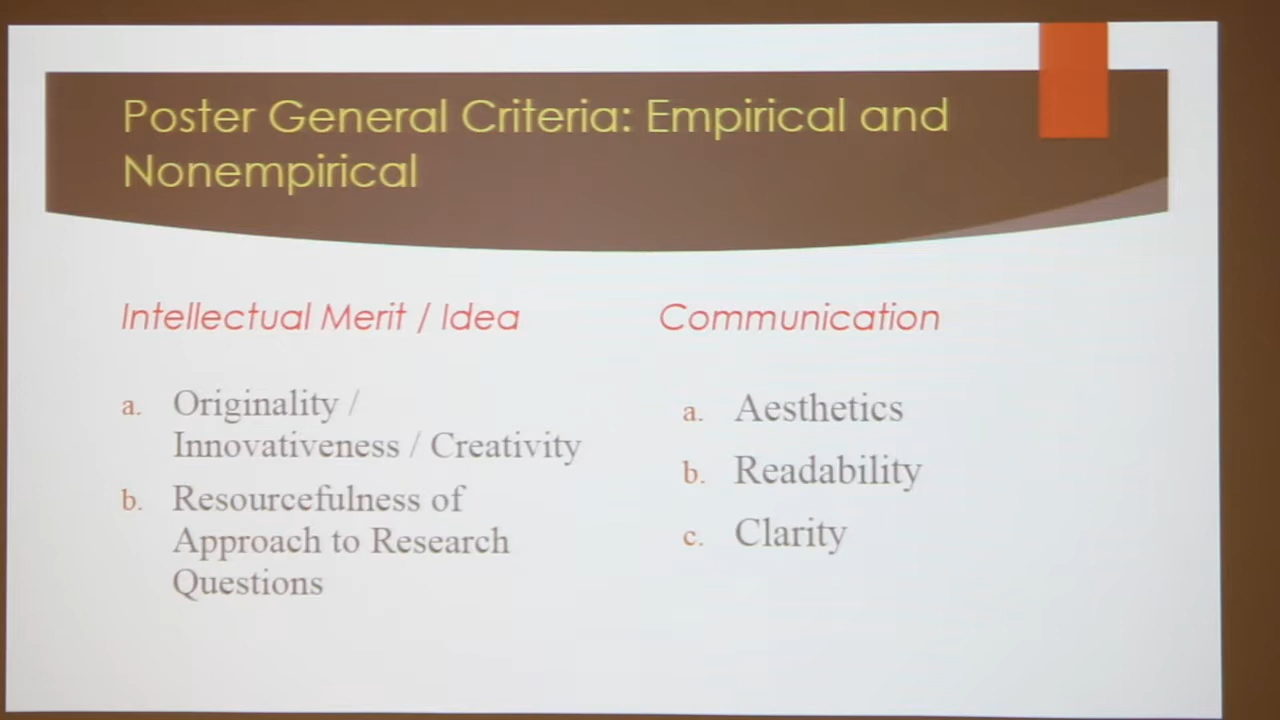 Poster General Criteria: Empirical and
Nonempirical
Intellectual Merit / Idea
a. Originality /
Innovativeness / Creativity
b. Resourcefulness of
Approach to Research
Questions
Communication
a. Aesthetics
b. Readability
c. Clarity